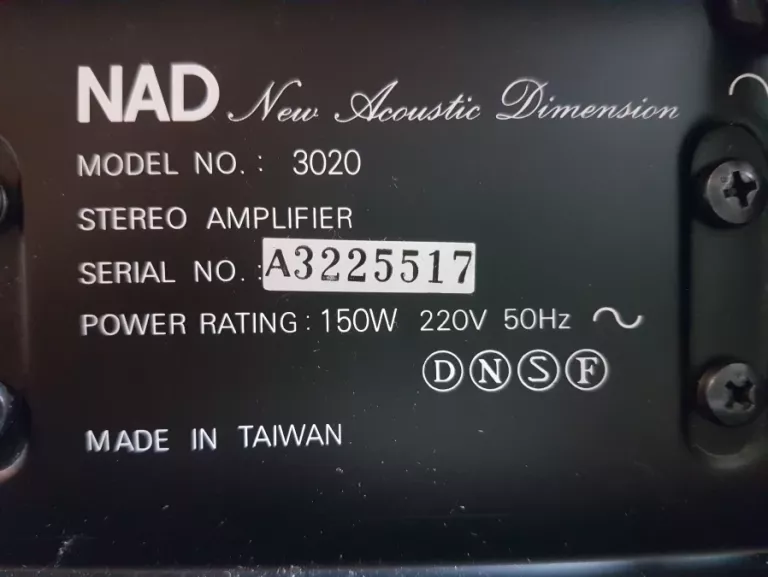 NAD New Acoustic Dimension
MODEL NO.: 3020
STEREO AMPLIFIER
SERIAL NO.: A3225517
POWER RATING: 150W 220V 50Hz ∿
D N S F
MADE IN TAIWAN